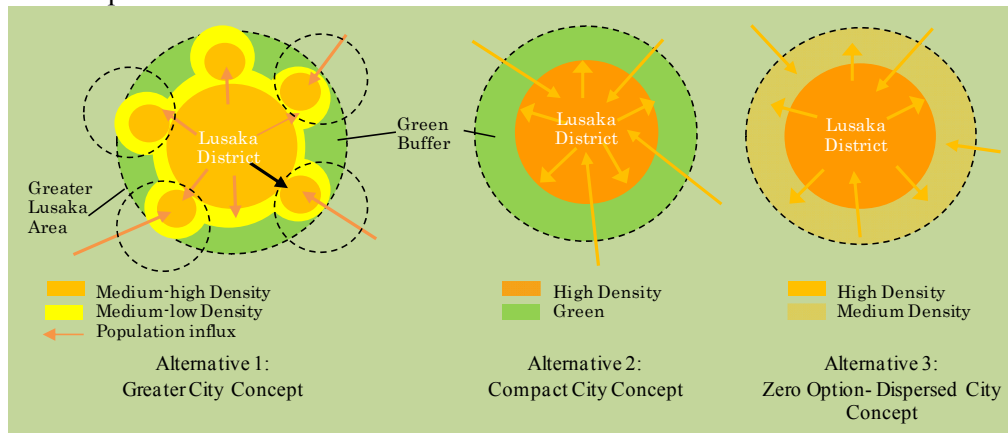 Lusaka
District
Greater
Lusaka
Area
Green
Buffer
Medium-high Density
Medium-low Density
Population influx
Alternative 1:
Greater City Concept
Lusaka
District
High Density
Green
Alternative 2:
Compact City Concept
Lusaka
District
High Density
Medium Density
Alternative 3:
Zero Option- Dispersed City
Concept